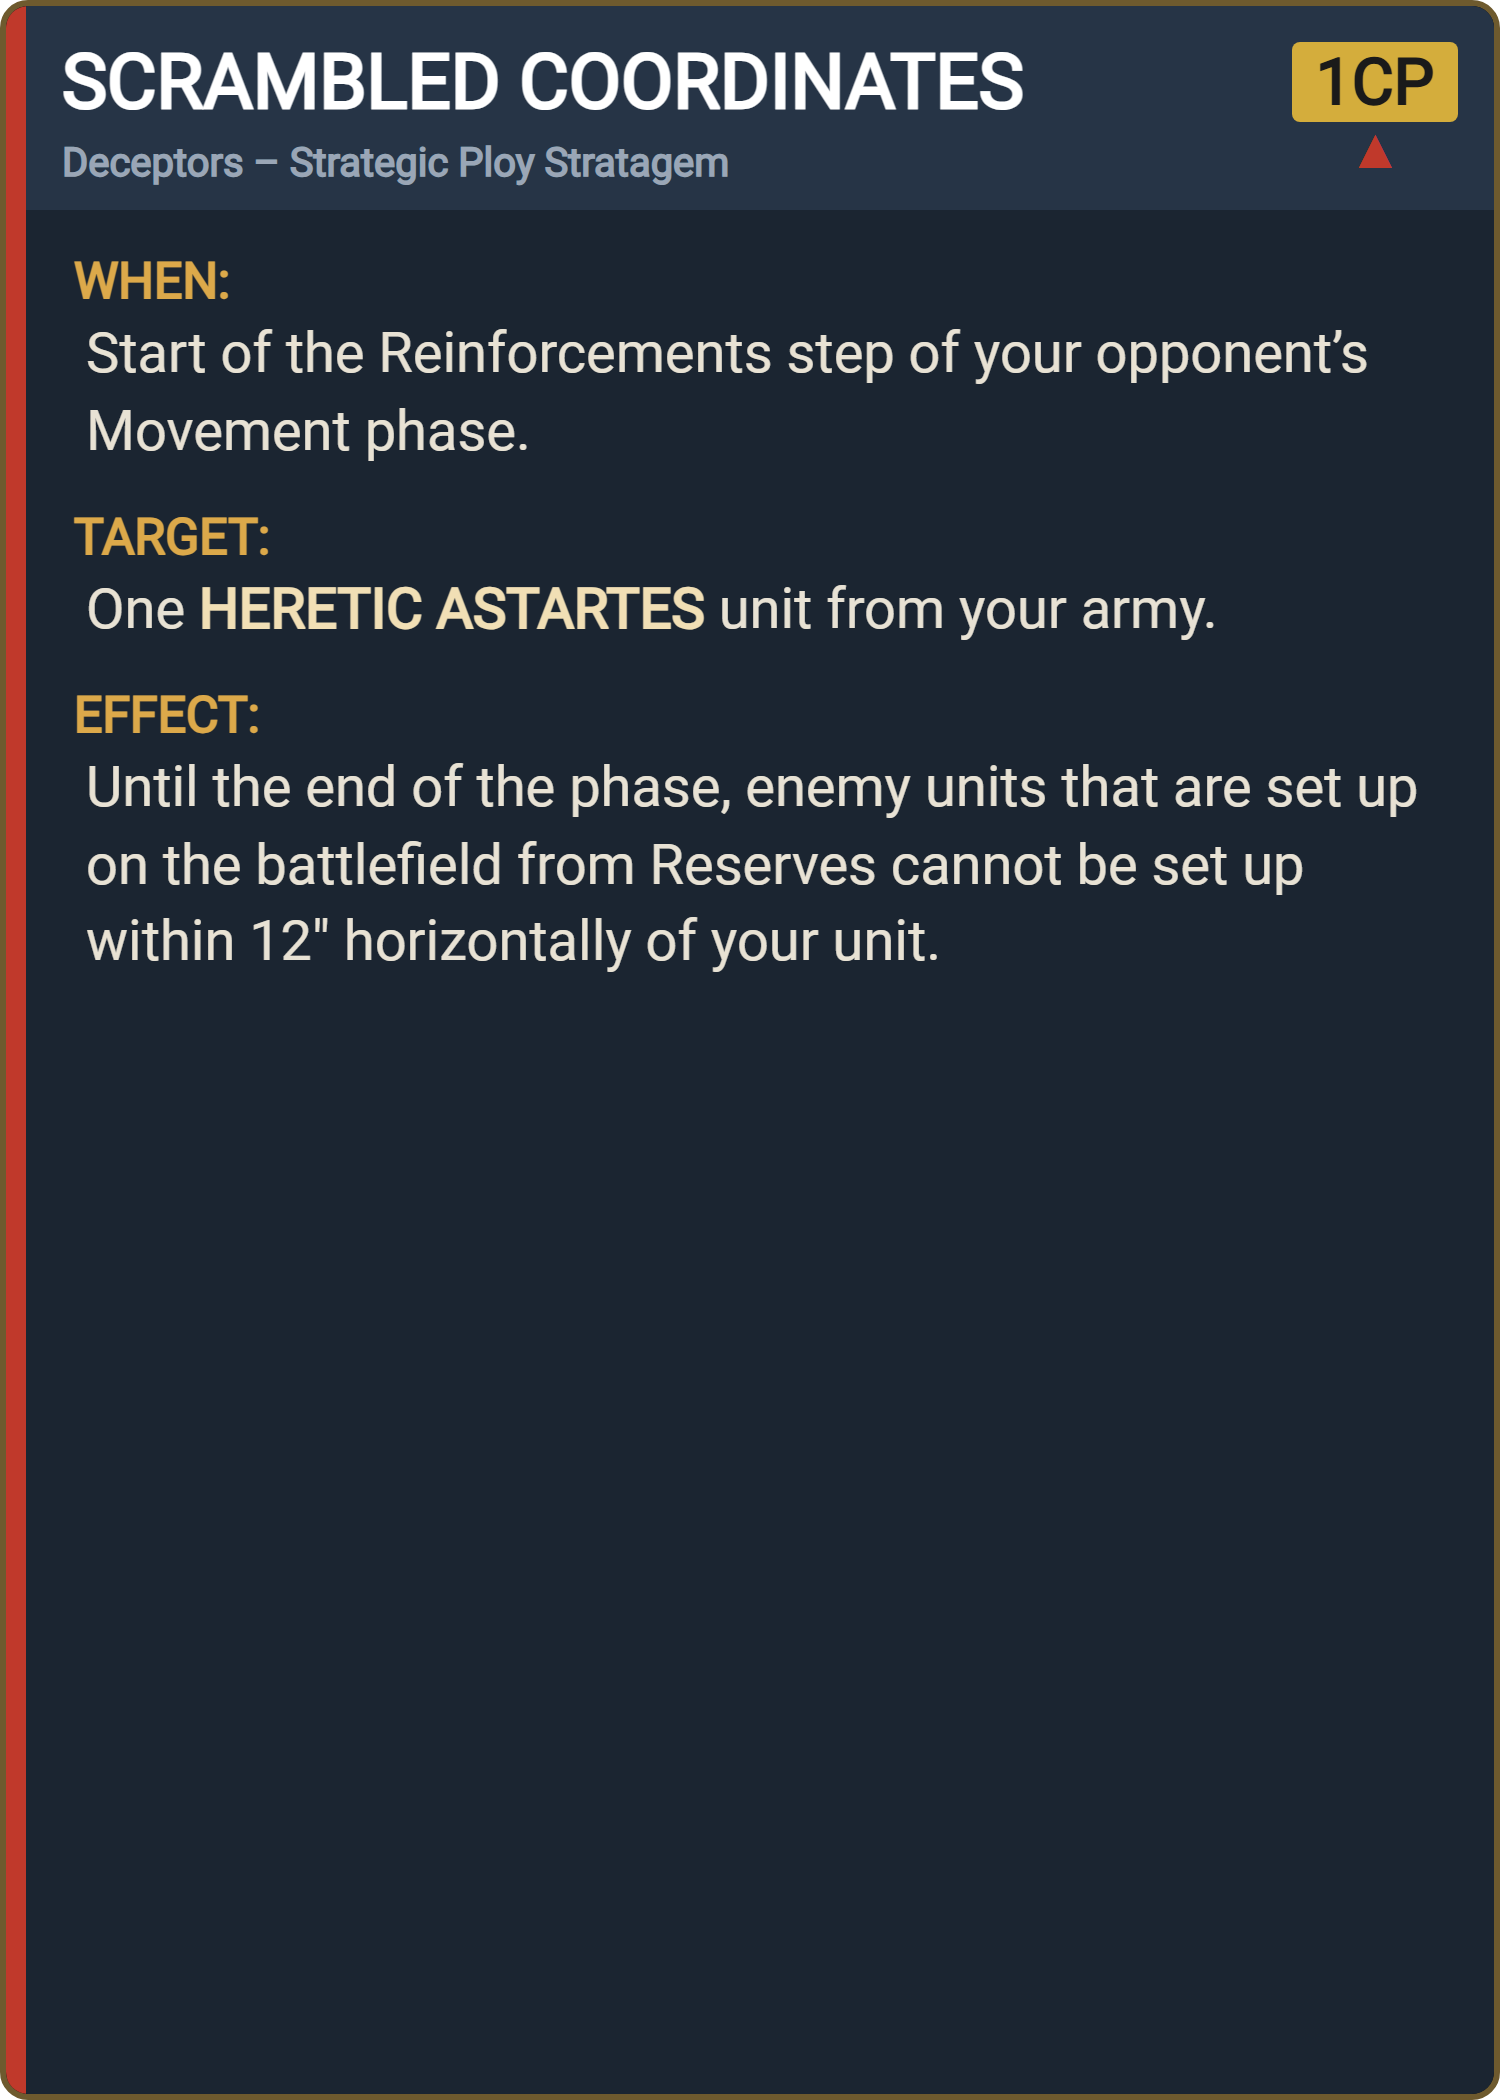 SCRAMBLED COORDINATES
1CP
Deceptors – Strategic Ploy Stratagem
WHEN:
Start of the Reinforcements step of your opponent’s
Movement phase.
TARGET:
One HERETIC ASTARTES unit from your army.
EFFECT:
Until the end of the phase, enemy units that are set up
on the battlefield from Reserves cannot be set up
within 12" horizontally of your unit.